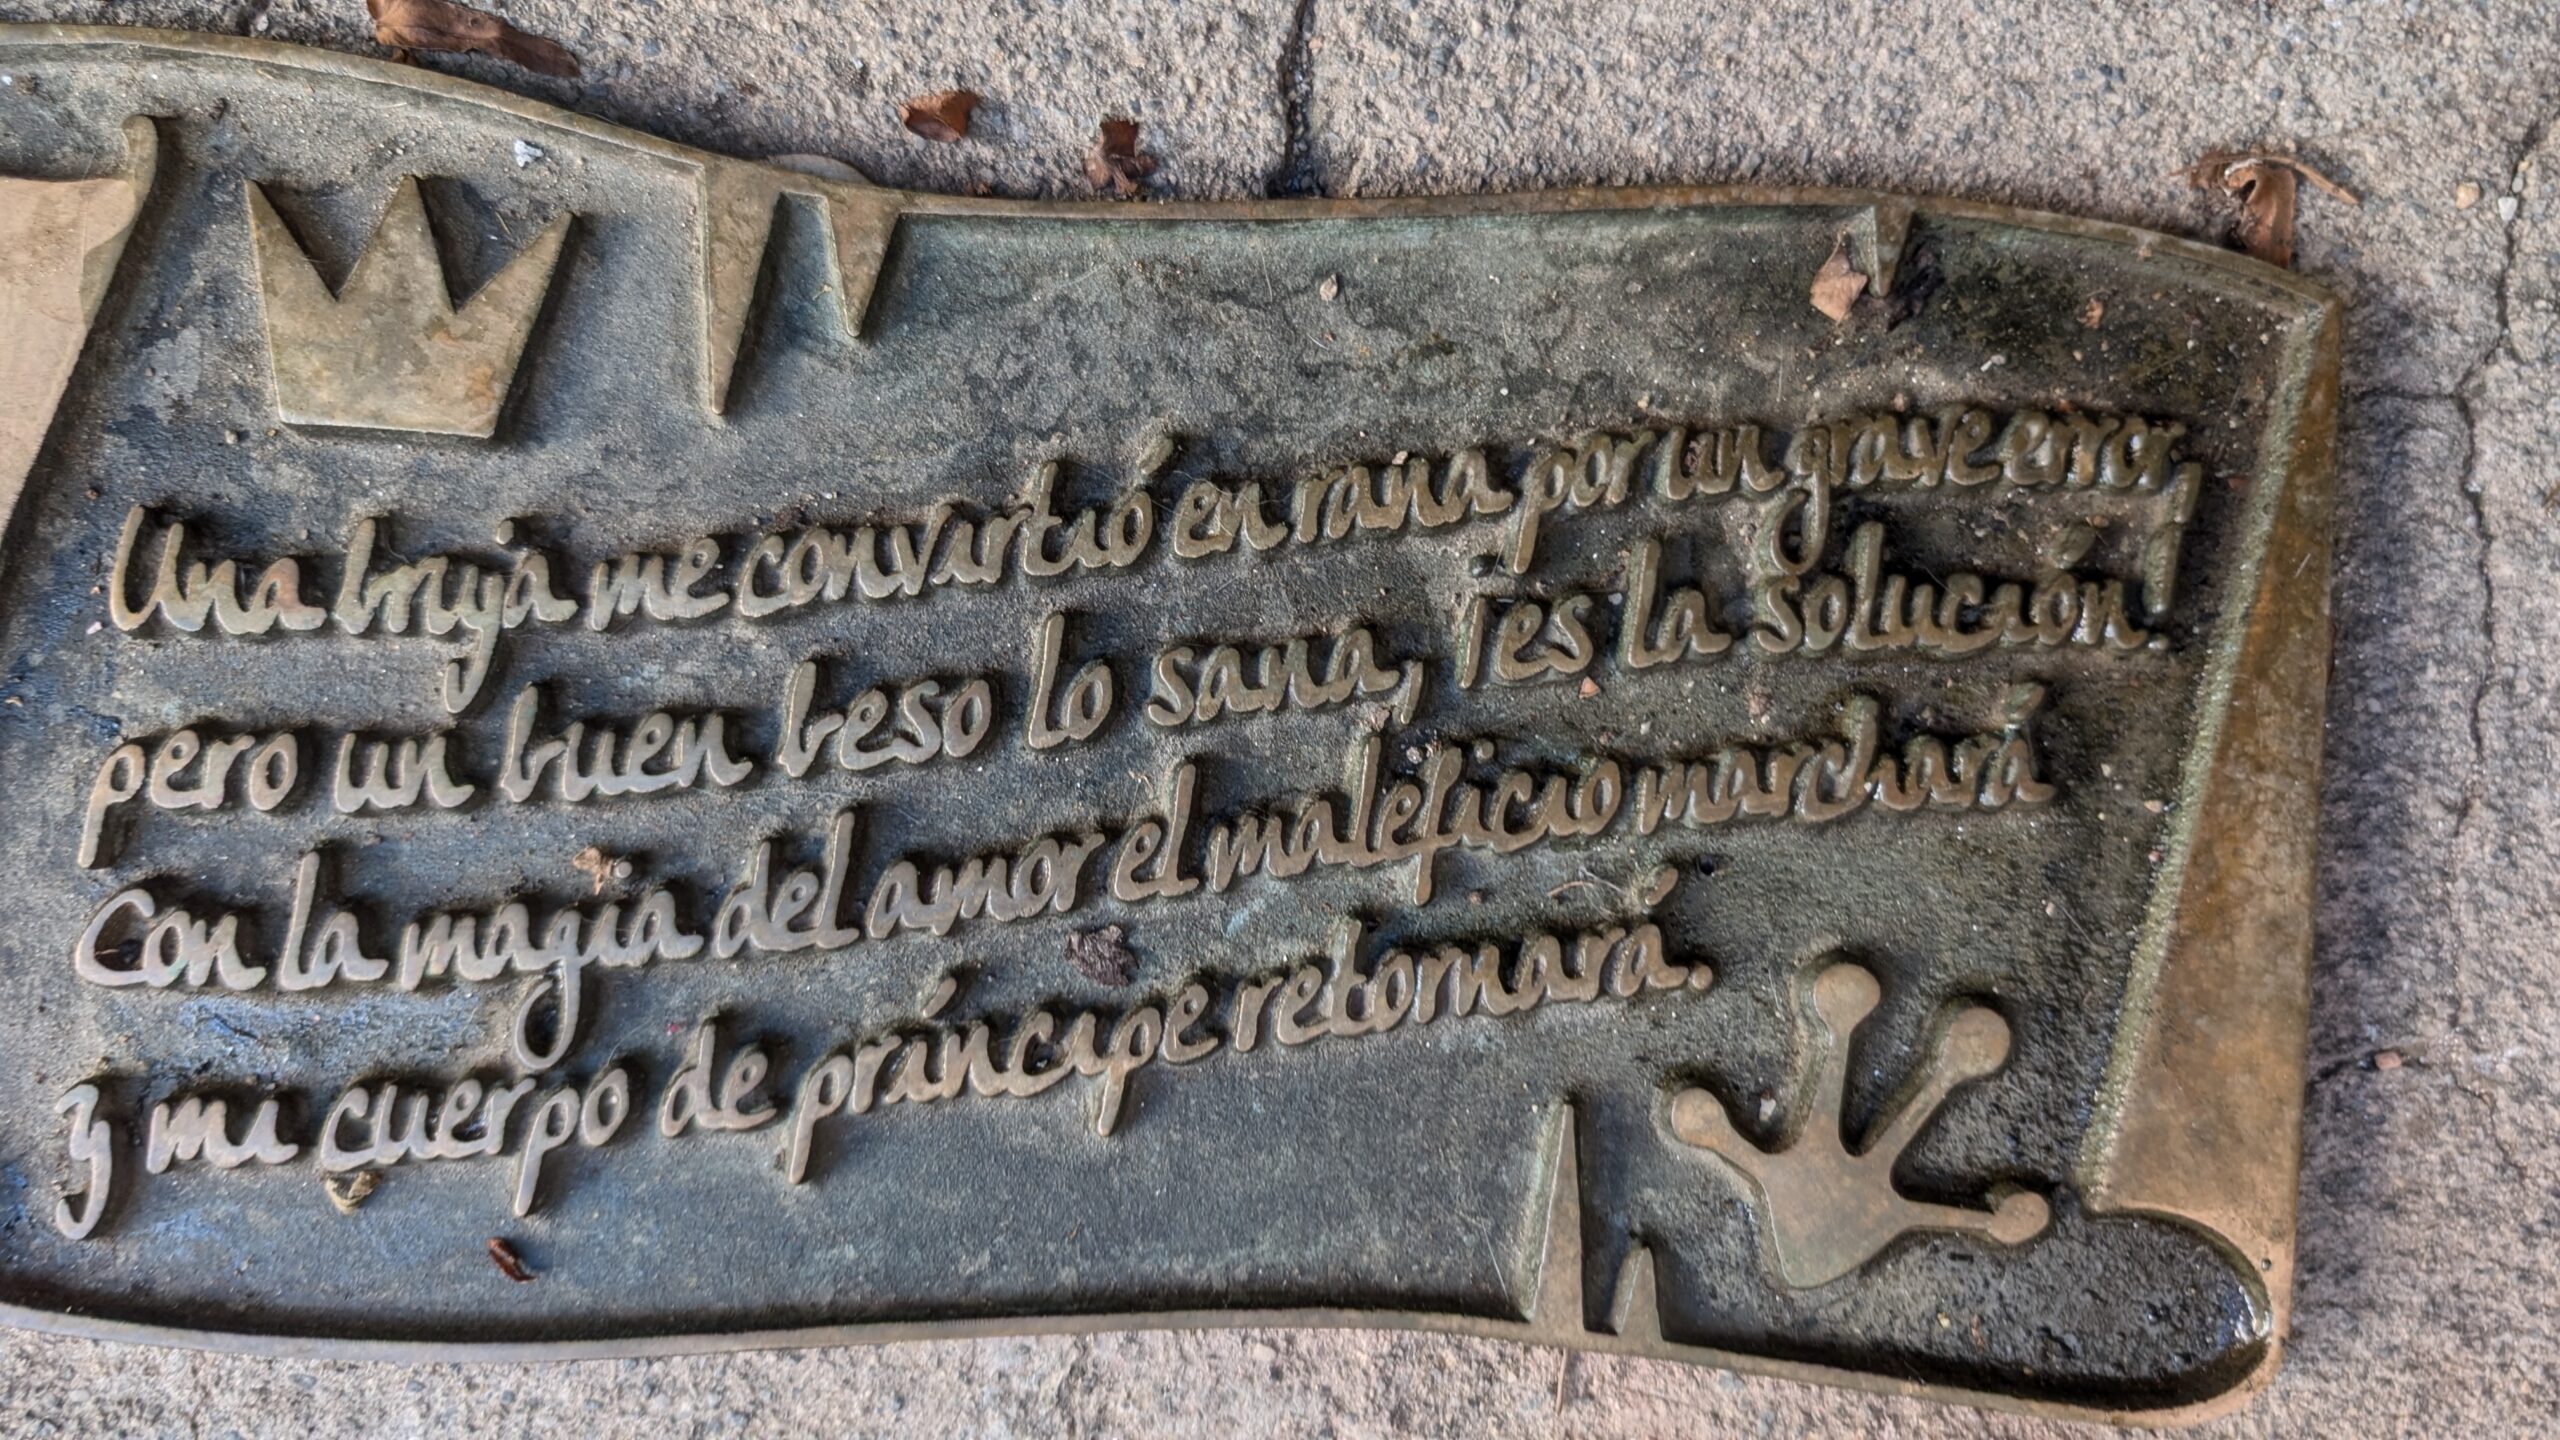 Una bruja me convirtió en rana por un grave error,
pero un buen beso lo sana, ¡es la solución!
Con la magia del amor el maleficio marchará
y mi cuerpo de príncipe retornará.